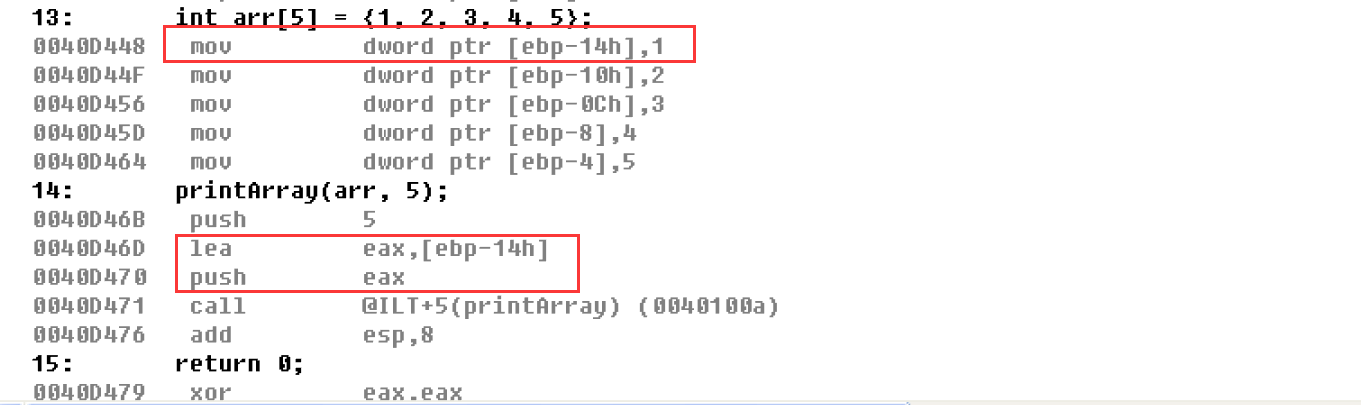 13:      int arr[5] = {1, 2, 3, 4, 5};
0040D448   mov         dword ptr [ebp-14h],1
0040D44F   mov         dword ptr [ebp-10h],2
0040D456   mov         dword ptr [ebp-0Ch],3
0040D45D   mov         dword ptr [ebp-8],4
0040D464   mov         dword ptr [ebp-4],5
14:      printArray(arr, 5);
0040D46B   push        5
0040D46D   lea         eax,[ebp-14h]
0040D470   push        eax
0040D471   call        @ILT+5(printArray) (0040100a)
0040D476   add         esp,8
15:      return 0;
0040D479   xor         eax,eax